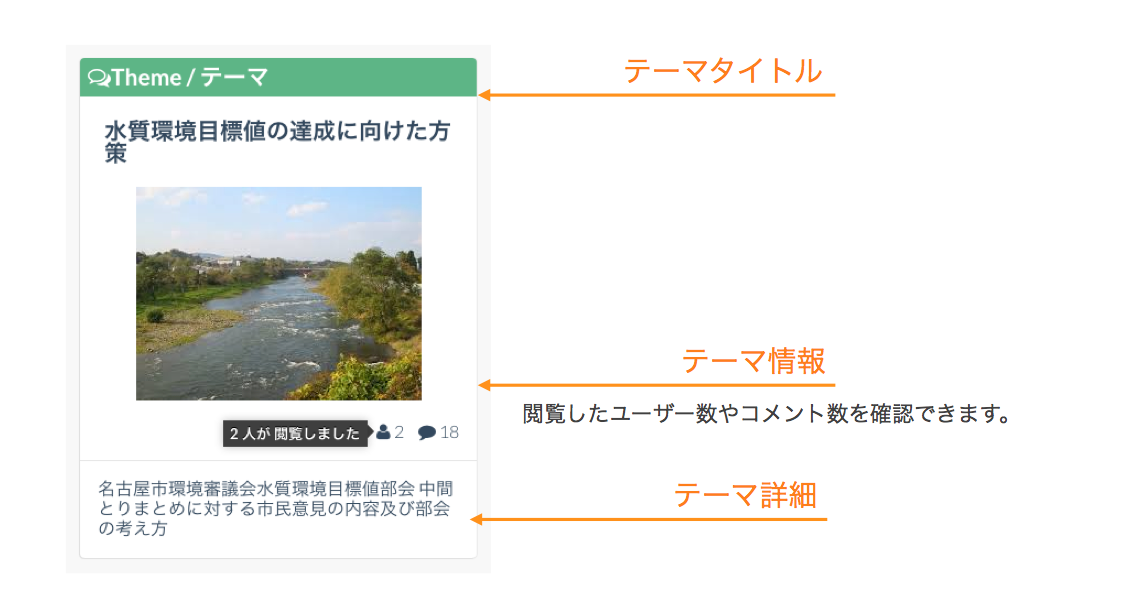 Theme / テーマ
テーマタイトル
水質環境目標値の達成に向けた方
策
テーマ情報
閲覧したユーザー数やコメント数を確認できます。
2 人が 閲覧しました 2 18
テーマ詳細
名古屋市環境審議会水質環境目標値部会 中間
とりまとめに対する市民意見の内容及び部会
の考え方